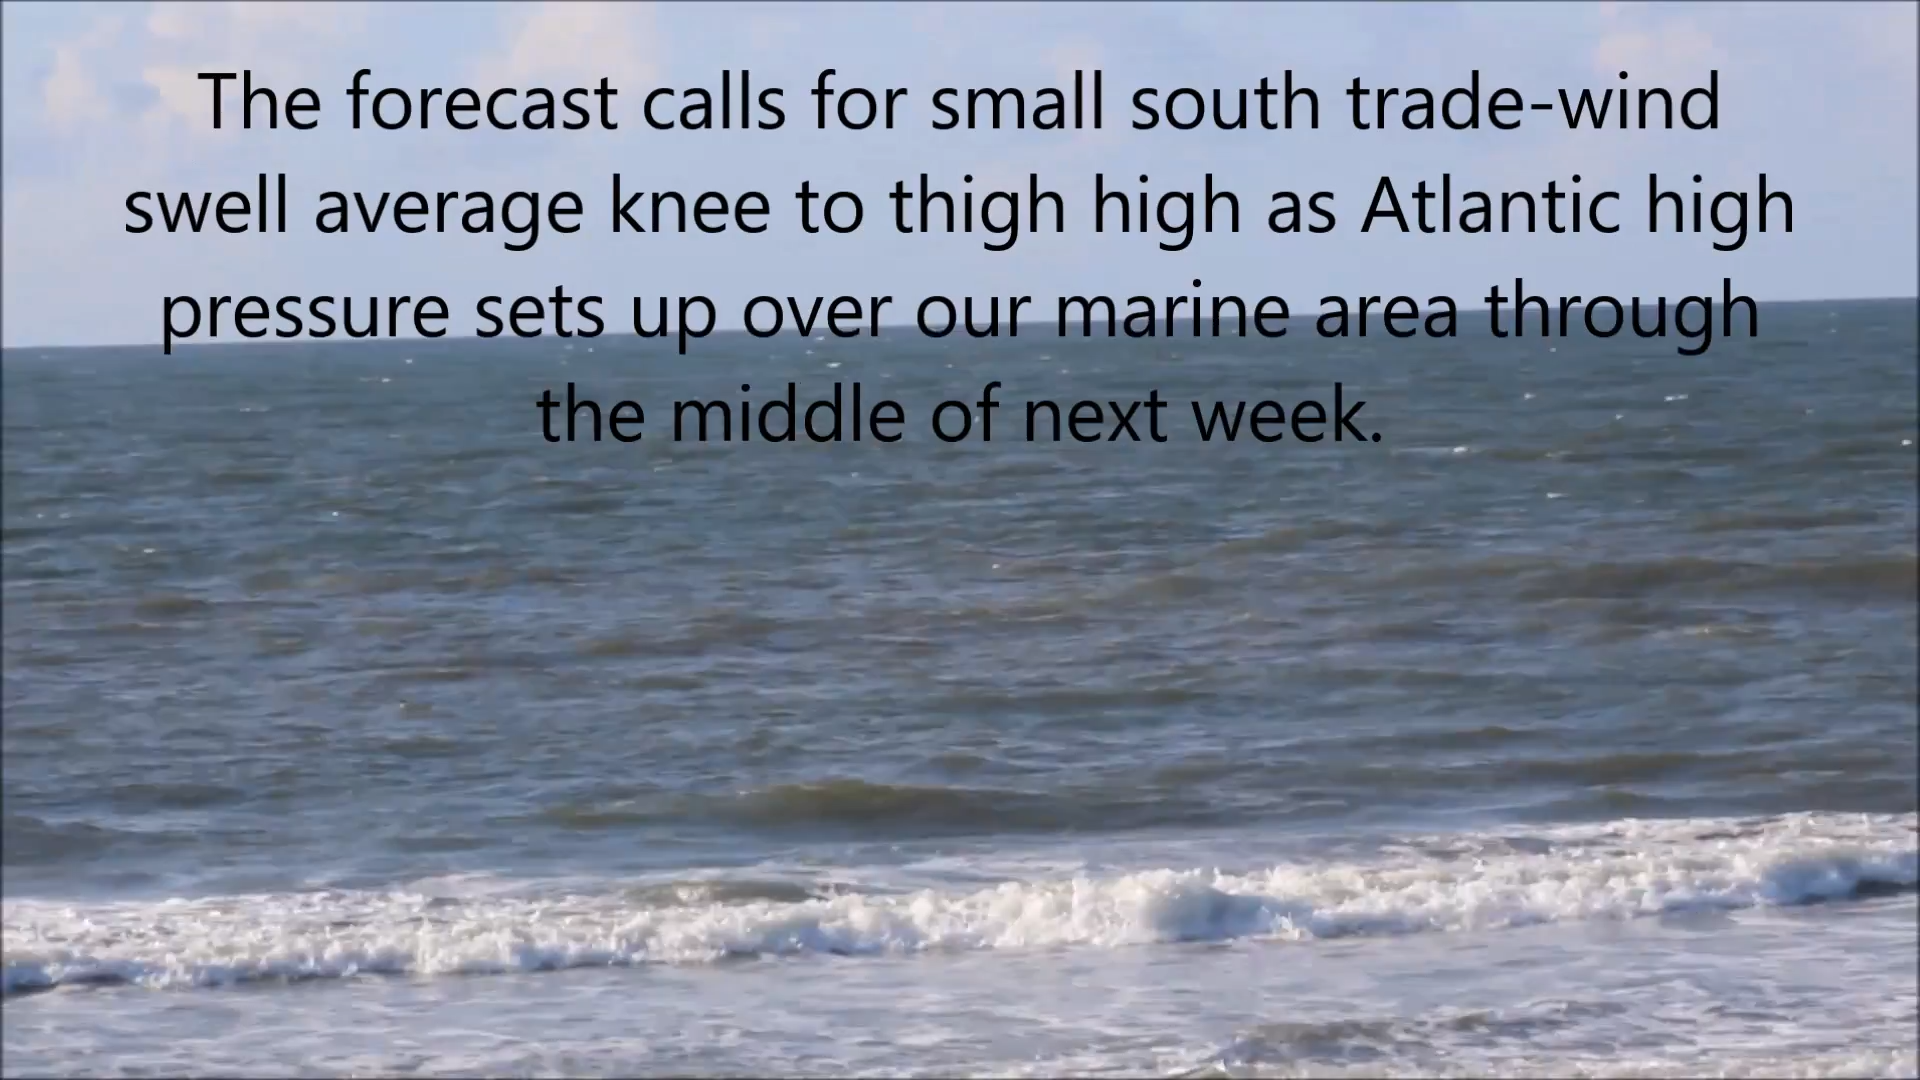 The forecast calls for small south trade-wind
swell average knee to thigh high as Atlantic high
pressure sets up over our marine area through
the middle of next week.